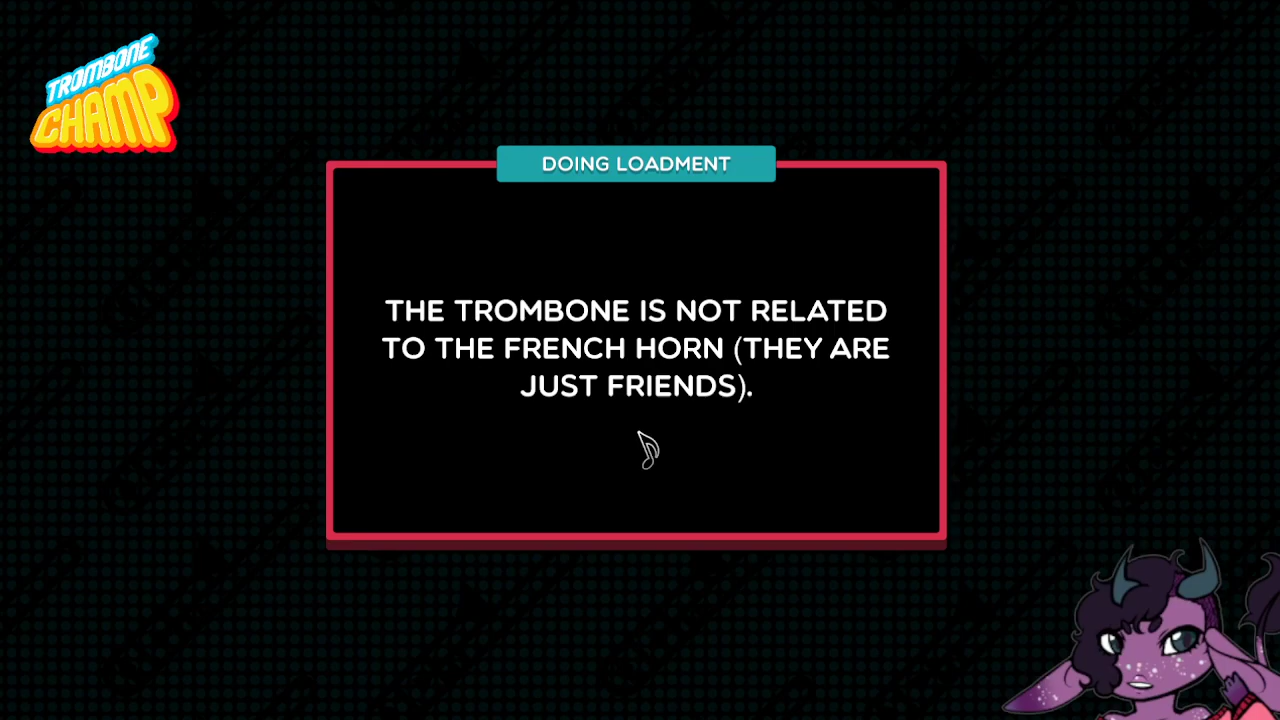 TROMBONE
CHAMP
DOING LOADMENT
THE TROMBONE IS NOT RELATED
TO THE FRENCH HORN (THEY ARE
JUST FRIENDS).